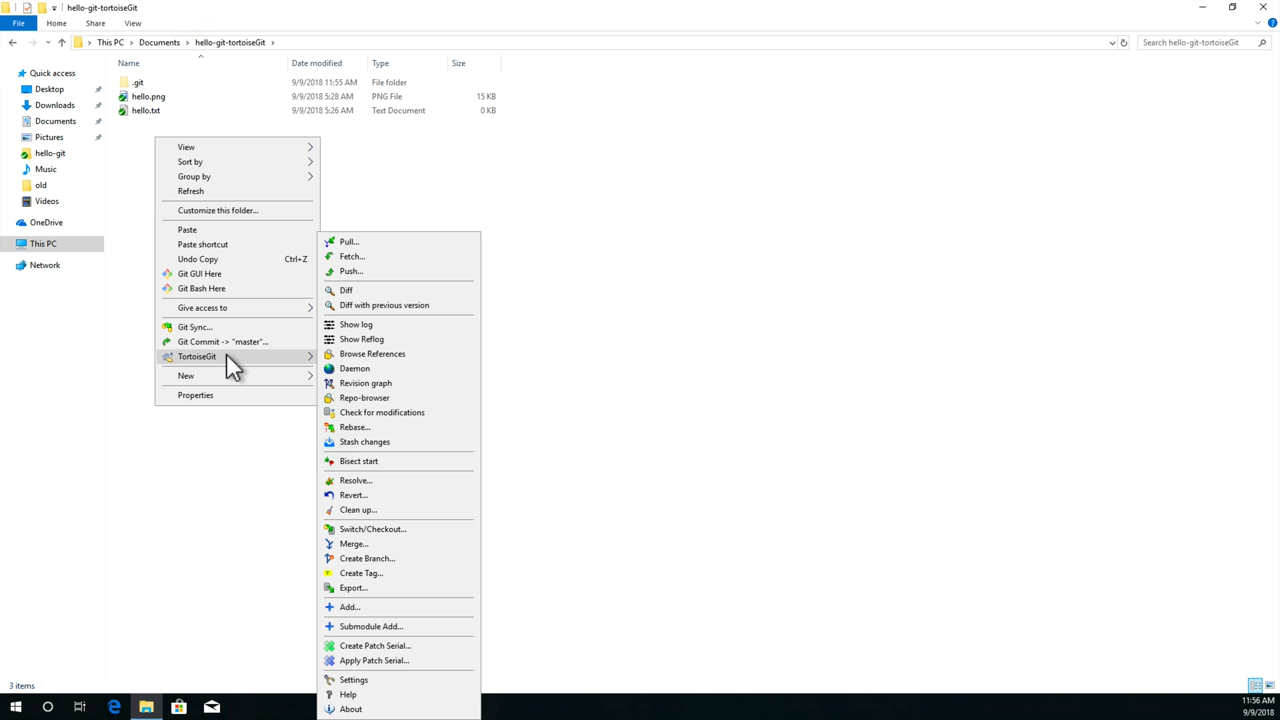 hello-git-tortoiseGit
File Home Share View
This PC Documents hello-git-tortoiseGit
Search hello-git-tortoiseGit
Name Date modified Type Size
.git 9/9/2018 11:55 AM File folder
hello.png 9/9/2018 5:28 AM PNG File 15 KB
hello.txt 9/9/2018 5:26 AM Text Document 0 KB
Quick access
Desktop
Downloads
Documents
Pictures
hello-git
Music
old
Videos
OneDrive
This PC
Network
View
Sort by
Group by
Refresh
Customize this folder...
Paste
Paste shortcut
Undo Copy Ctrl+Z
Git GUI Here
Git Bash Here
Give access to
Git Sync...
Git Commit -> "master"...
TortoiseGit
New
Properties
Pull...
Fetch...
Push...
Diff
Diff with previous version
Show log
Show Reflog
Browse References
Daemon
Revision graph
Repo-browser
Check for modifications
Rebase...
Stash changes
Bisect start
Resolve...
Revert...
Clean up...
Switch/Checkout...
Merge...
Create Branch...
Create Tag...
Export...
Add...
Submodule Add...
Create Patch Serial...
Apply Patch Serial...
Settings
Help
About
3 items
11:56 AM
9/9/2018